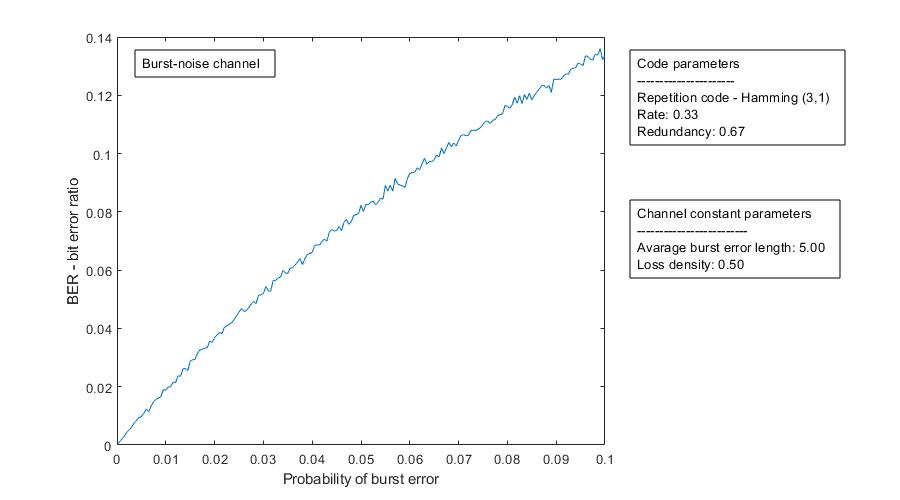 0.14
0.12
0.1
0.08
0.06
0.04
0.02
0
BER - bit error ratio
Burst-noise channel
0 0.01 0.02 0.03 0.04 0.05 0.06 0.07 0.08 0.09 0.1
Probability of burst error
Code parameters
-----------------------
Repetition code - Hamming (3,1)
Rate: 0.33
Redundancy: 0.67
Channel constant parameters
--------------------------
Avarage burst error length: 5.00
Loss density: 0.50